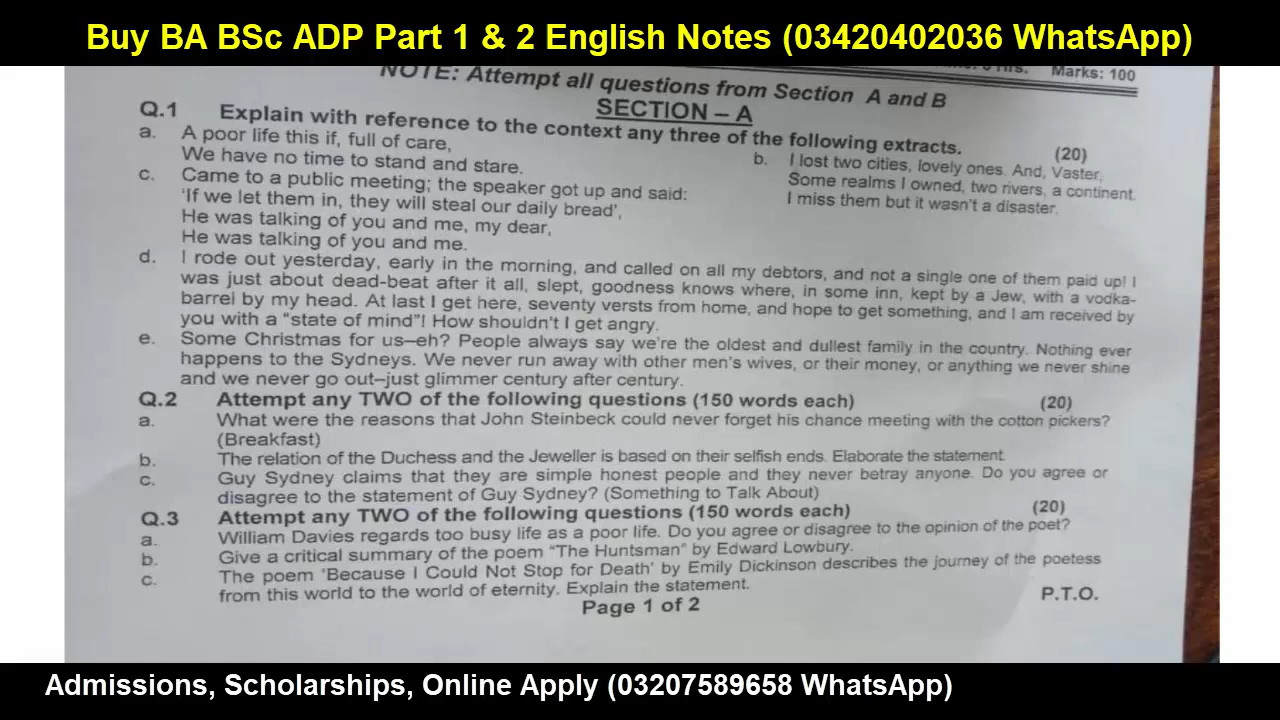 Buy BA BSc ADP Part 1 & 2 English Notes (03420402036 WhatsApp)
Hrs. Marks: 100
NOTE: Attempt all questions from Section A and B
SECTION – A
Q.1 Explain with reference to the context any three of the following extracts. (20)
a. A poor life this if, full of care,
We have no time to stand and stare.
b. I lost two cities, lovely ones. And, Vaster,
Some realms I owned, two rivers, a continent.
I miss them but it wasn't a disaster.
c. Came to a public meeting; the speaker got up and said:
'If we let them in, they will steal our daily bread',
He was talking of you and me, my dear,
He was talking of you and me.
d. I rode out yesterday, early in the morning, and called on all my debtors, and not a single one of them paid up! I
was just about dead-beat after it all, slept, goodness knows where, in some inn, kept by a Jew, with a vodka-
barrel by my head. At last I get here, seventy versts from home, and hope to get something, and I am received by
you with a "state of mind"! How shouldn't I get angry.
e. Some Christmas for us–eh? People always say we're the oldest and dullest family in the country. Nothing ever
happens to the Sydneys. We never run away with other men's wives, or their money, or anything we never shine
and we never go out–just glimmer century after century.
Q.2 Attempt any TWO of the following questions (150 words each) (20)
a. What were the reasons that John Steinbeck could never forget his chance meeting with the cotton pickers?
(Breakfast)
b. The relation of the Duchess and the Jeweller is based on their selfish ends. Elaborate the statement.
c. Guy Sydney claims that they are simple honest people and they never betray anyone. Do you agree or
disagree to the statement of Guy Sydney? (Something to Talk About)
Q.3 Attempt any TWO of the following questions (150 words each) (20)
a. William Davies regards too busy life as a poor life. Do you agree or disagree to the opinion of the poet?
b. Give a critical summary of the poem "The Huntsman" by Edward Lowbury.
c. The poem 'Because I Could Not Stop for Death' by Emily Dickinson describes the journey of the poetess
from this world to the world of eternity. Explain the statement.
Page 1 of 2
P.T.O.
Admissions, Scholarships, Online Apply (03207589658 WhatsApp)